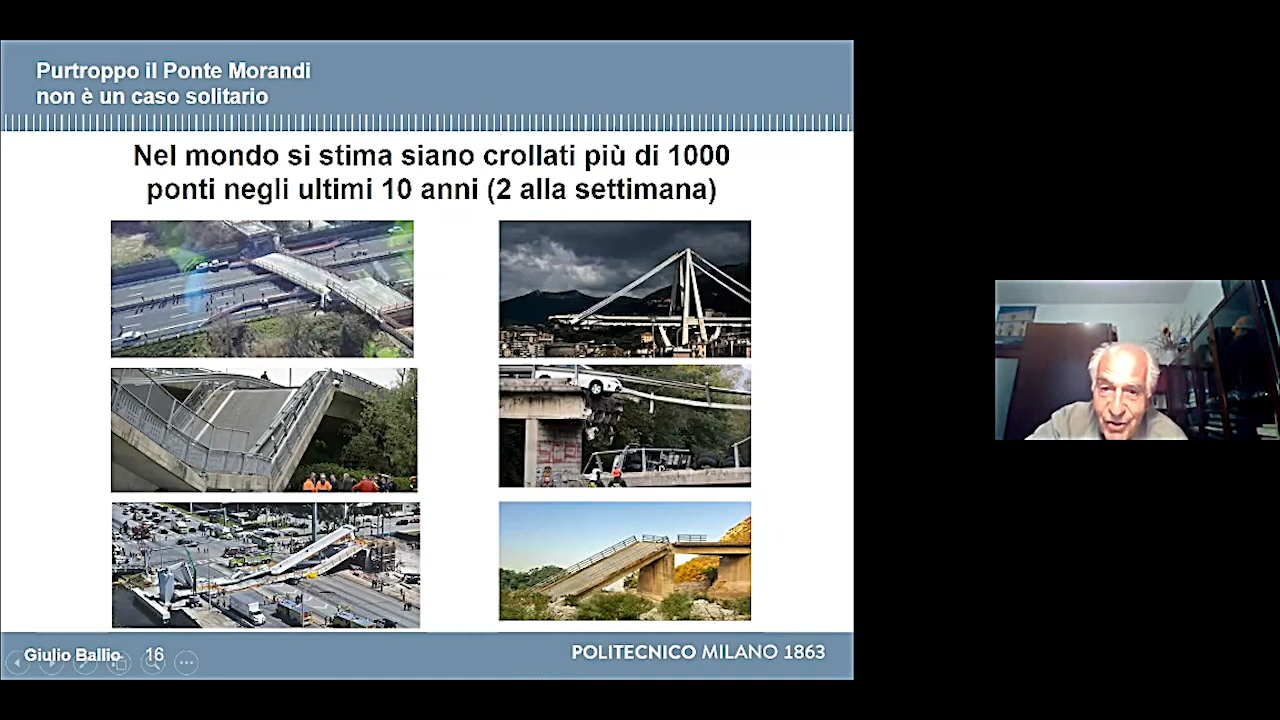 Purtroppo il Ponte Morandi
non è un caso solitario
Nel mondo si stima siano crollati più di 1000
ponti negli ultimi 10 anni (2 alla settimana)
Giulio Ballio 16
POLITECNICO MILANO 1863